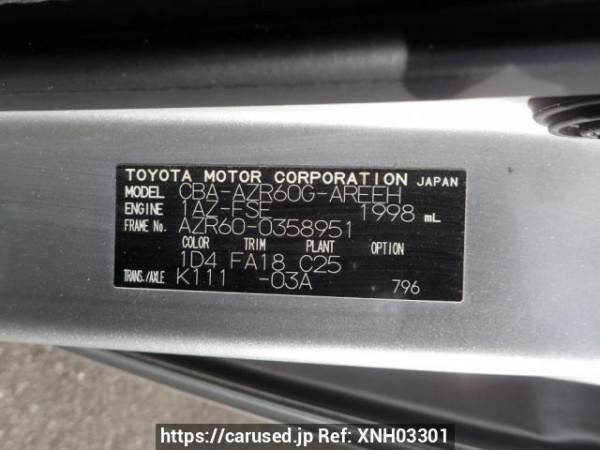 TOYOTA MOTOR CORPORATION JAPAN
MODEL CBA-AZR60G-AREEH
ENGINE 1AZ-FSE 1998 mL
FRAME No. AZR60-0358951
COLOR TRIM PLANT OPTION
1D4 FA18 C25
TRANS./AXLE K111 -03A 796
https://carused.jp Ref: XNH03301